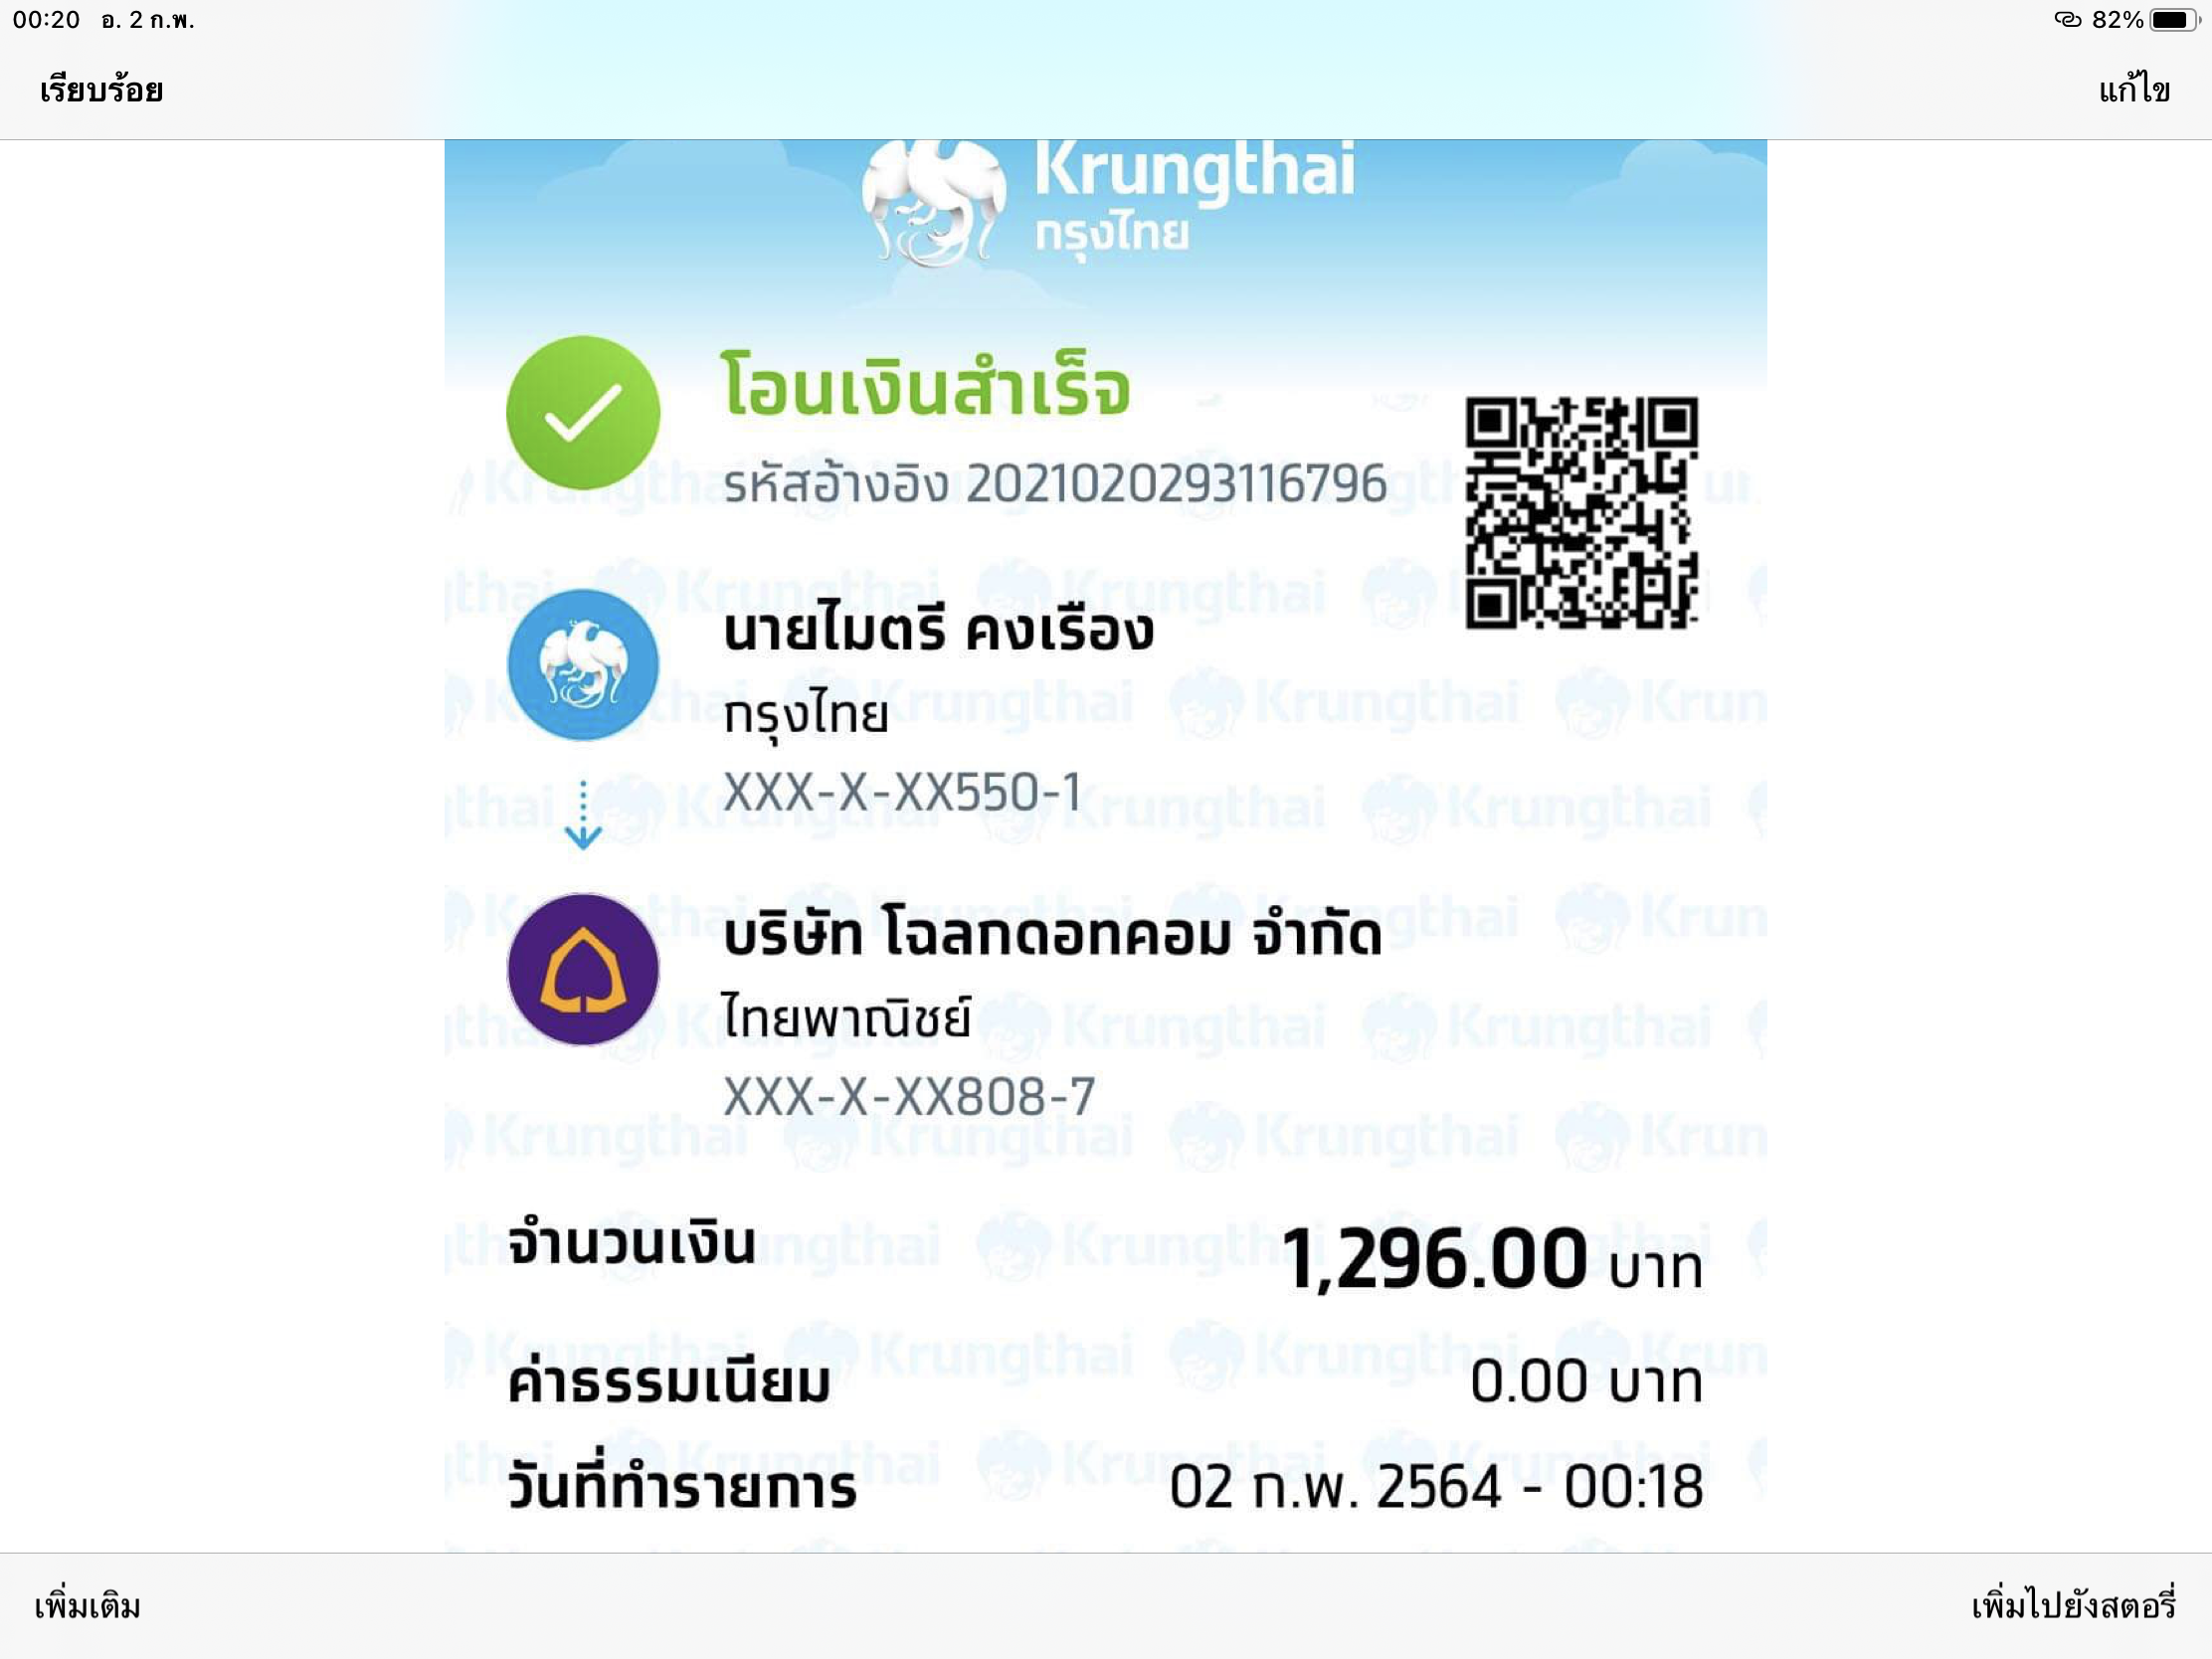 00:20 อ. 2 ก.พ. 82%
เรียบร้อย แก้ไข
Krungthai
กรุงไทย
โอนเงินสำเร็จ
รหัสอ้างอิง 2021020293116796
นายไมตรี คงเรือง
กรุงไทย
XXX-X-XX550-1
บริษัท โฉลกดอทคอม จำกัด
ไทยพาณิชย์
XXX-X-XX808-7
จำนวนเงิน 1,296.00 บาท
ค่าธรรมเนียม 0.00 บาท
วันที่ทำรายการ 02 ก.พ. 2564 - 00:18
เพิ่มเติม เพิ่มไปยังสตอรี่